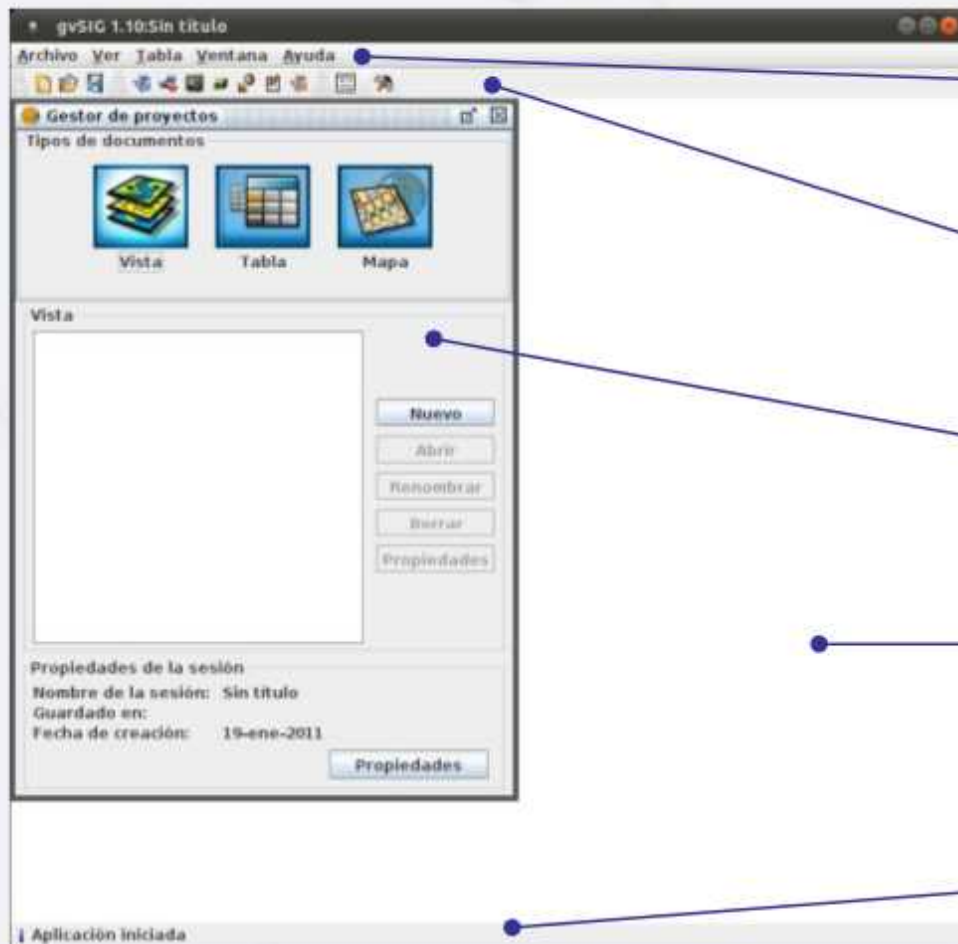 gvSIG 1.10:Sin título
Archivo Ver Tabla Ventana Ayuda
Gestor de proyectos
Tipos de documentos
Vista Tabla Mapa
Vista
Nuevo
Abrir
Renombrar
Borrar
Propiedades
Propiedades de la sesión
Nombre de la sesión: Sin título
Guardado en:
Fecha de creación: 19-ene-2011
Propiedades
Aplicación iniciada